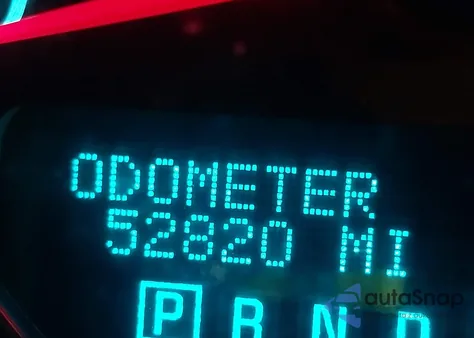 ODOMETER
52820 MI
P R N D
autoSnap